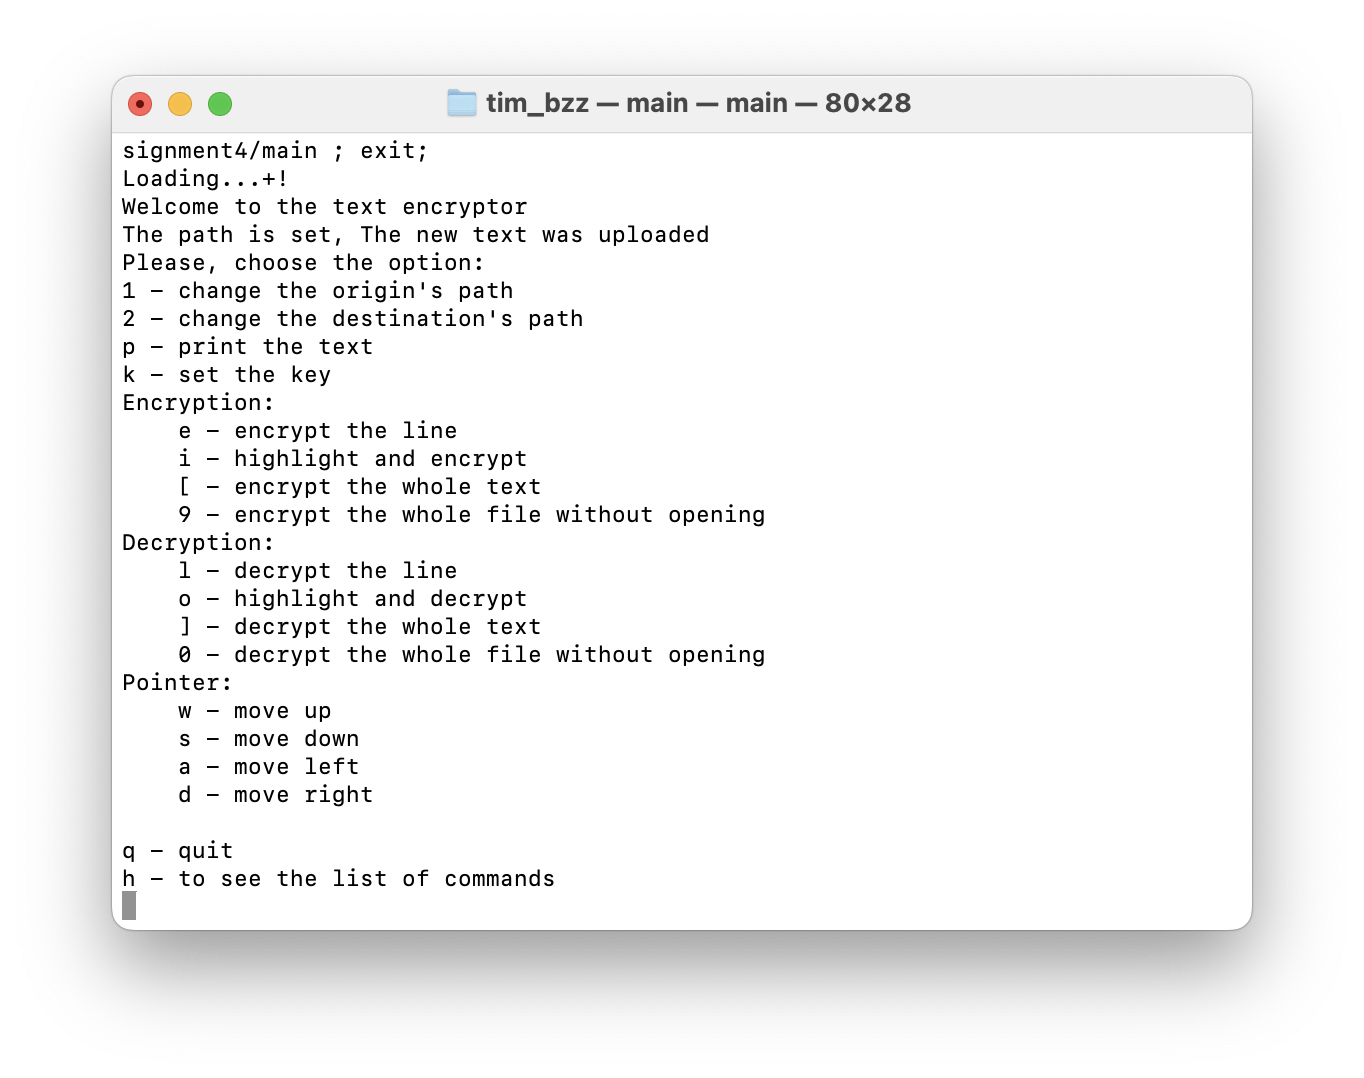 tim_bzz — main — main — 80×28
signment4/main ; exit;
Loading...+!
Welcome to the text encryptor
The path is set, The new text was uploaded
Please, choose the option:
1 – change the origin's path
2 – change the destination's path
p – print the text
k – set the key
Encryption:
    e – encrypt the line
    i – highlight and encrypt
    [ – encrypt the whole text
    9 – encrypt the whole file without opening
Decryption:
    l – decrypt the line
    o – highlight and decrypt
    ] – decrypt the whole text
    0 – decrypt the whole file without opening
Pointer:
    w – move up
    s – move down
    a – move left
    d – move right
q – quit
h – to see the list of commands